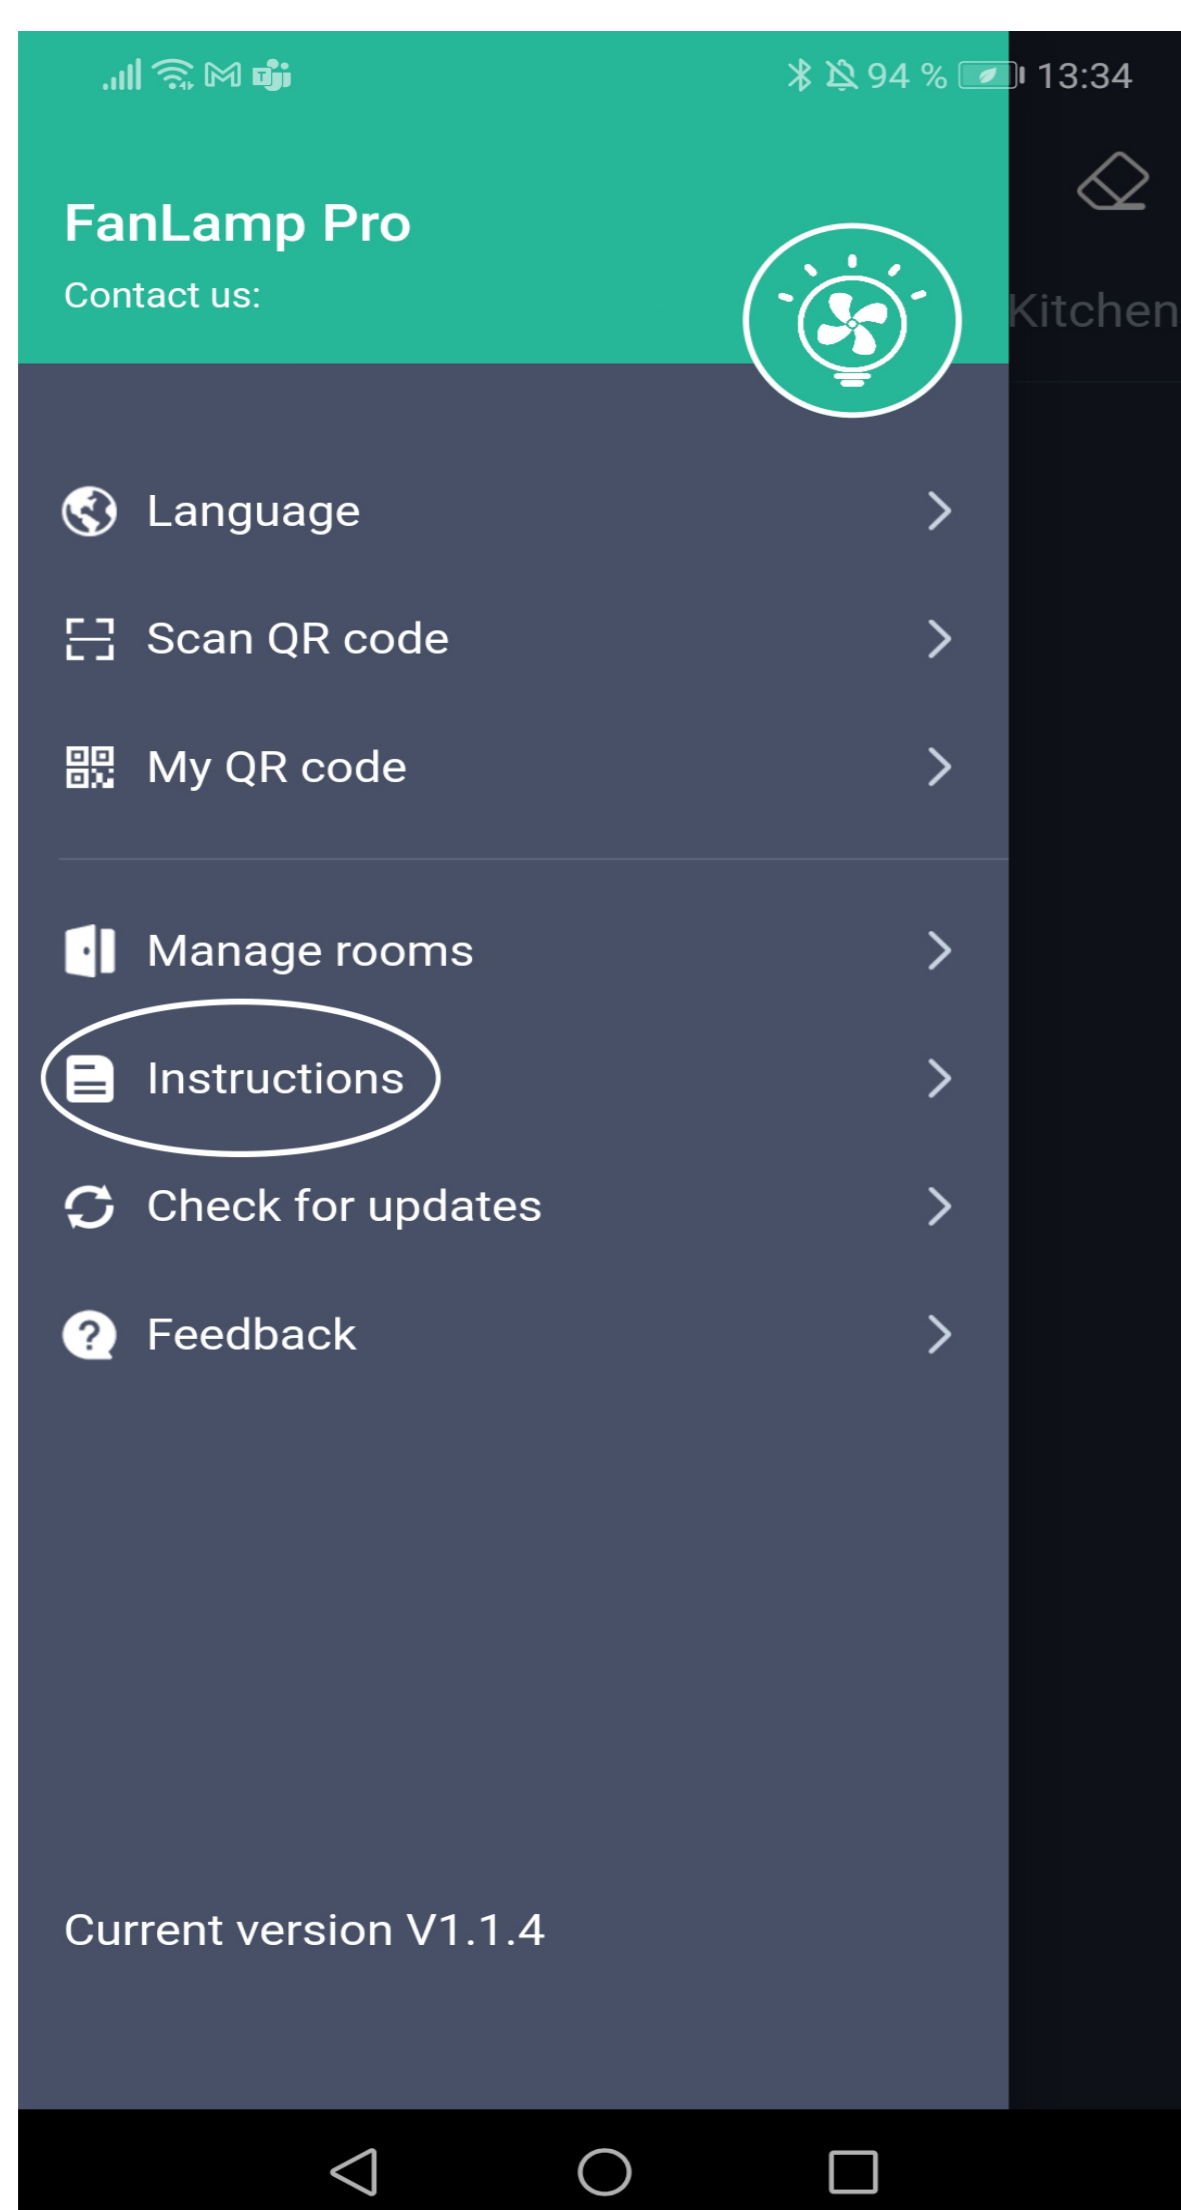 94 % 13:34
FanLamp Pro
Contact us:
Kitchen
Language
Scan QR code
My QR code
Manage rooms
Instructions
Check for updates
Feedback
Current version V1.1.4